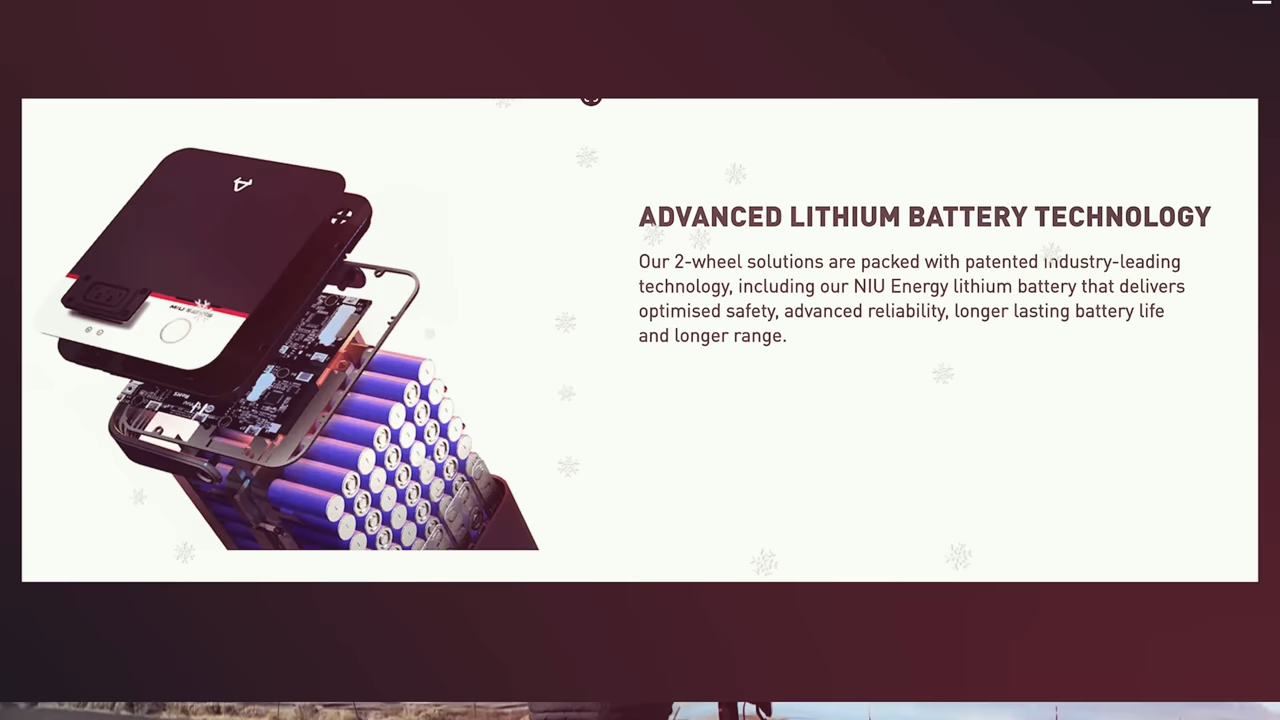 ADVANCED LITHIUM BATTERY TECHNOLOGY
Our 2-wheel solutions are packed with patented industry-leading
technology, including our NIU Energy lithium battery that delivers
optimised safety, advanced reliability, longer lasting battery life
and longer range.